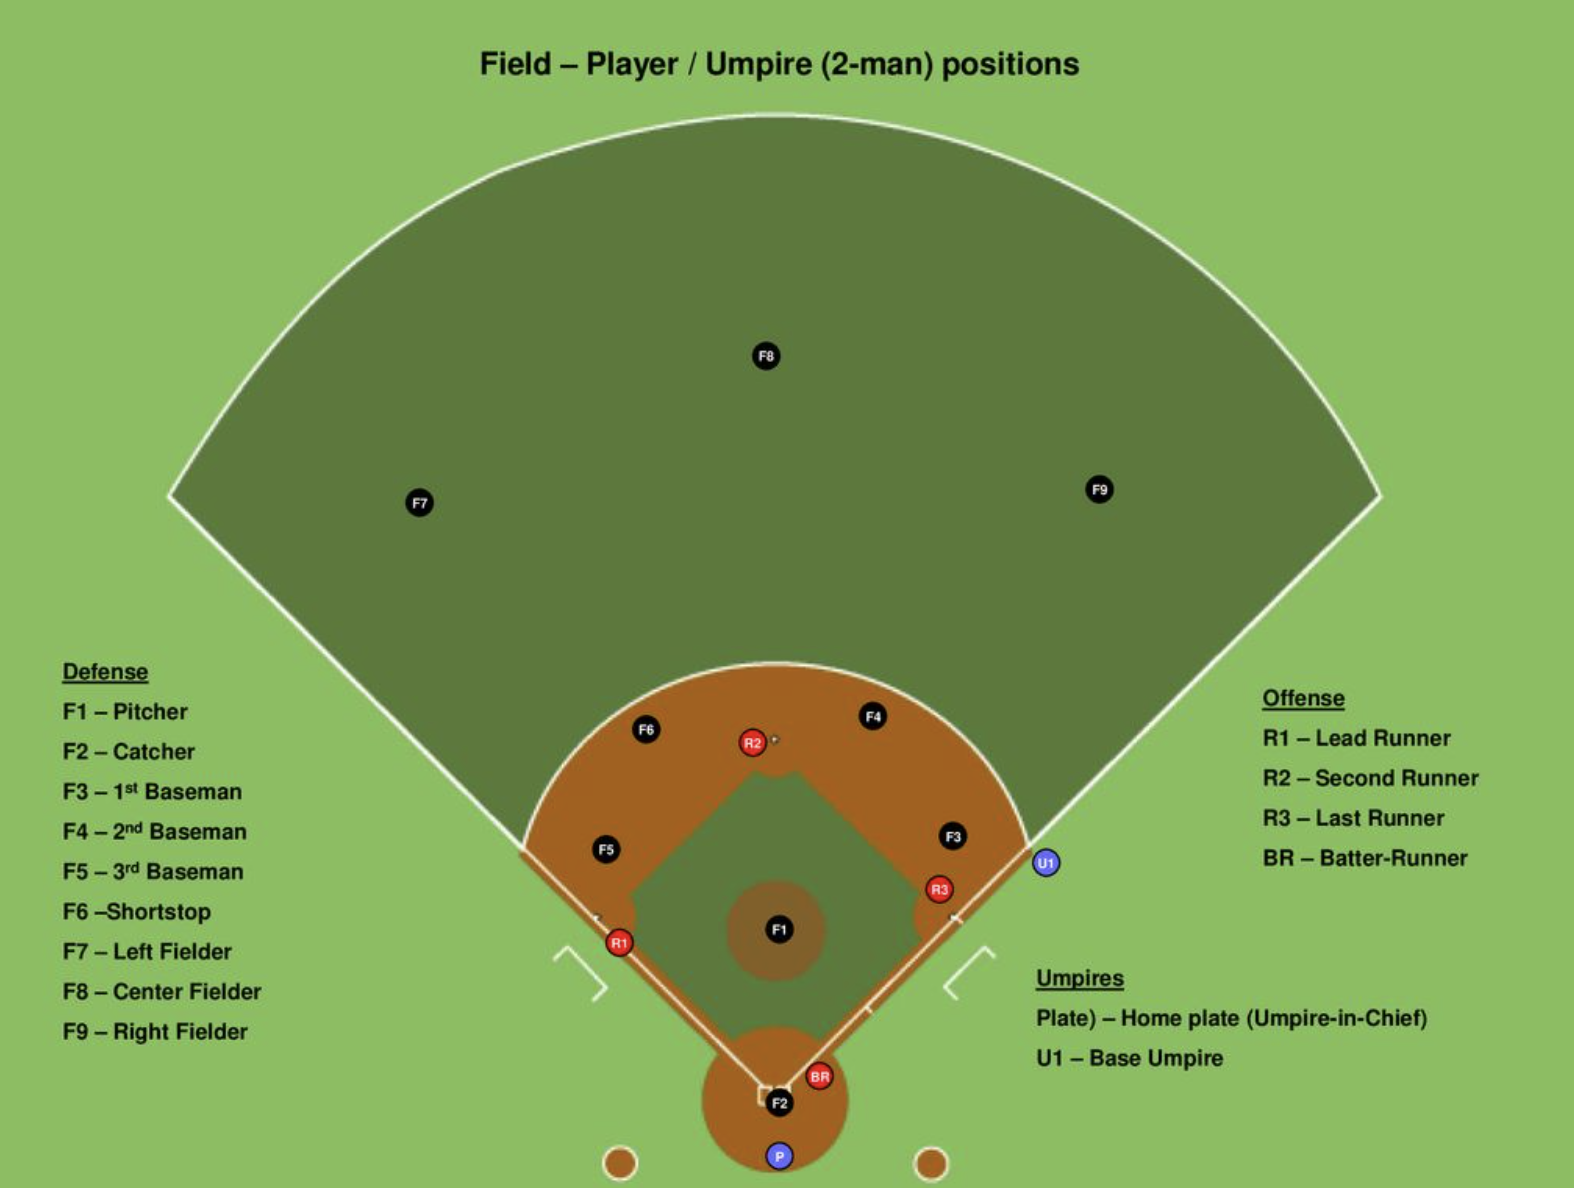 Field – Player / Umpire (2-man) positions
F8
F7
F9
Defense
F1 – Pitcher
F2 – Catcher
F3 – 1st Baseman
F4 – 2nd Baseman
F5 – 3rd Baseman
F6 –Shortstop
F7 – Left Fielder
F8 – Center Fielder
F9 – Right Fielder
F6
R2
F4
F5
F3
U1
R3
F1
R1
BR
F2
P
Offense
R1 – Lead Runner
R2 – Second Runner
R3 – Last Runner
BR – Batter-Runner
Umpires
Plate) – Home plate (Umpire-in-Chief)
U1 – Base Umpire